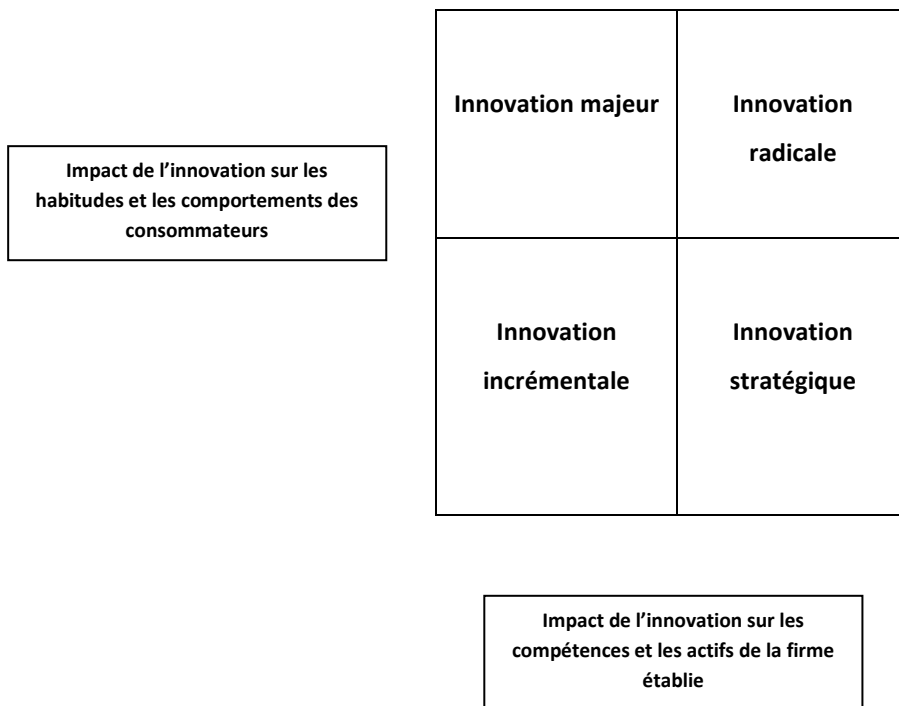 Innovation majeur
Innovation
radicale
Impact de l’innovation sur les
habitudes et les comportements des
consommateurs
Innovation
incrémentale
Innovation
stratégique
Impact de l’innovation sur les
compétences et les actifs de la firme
établie